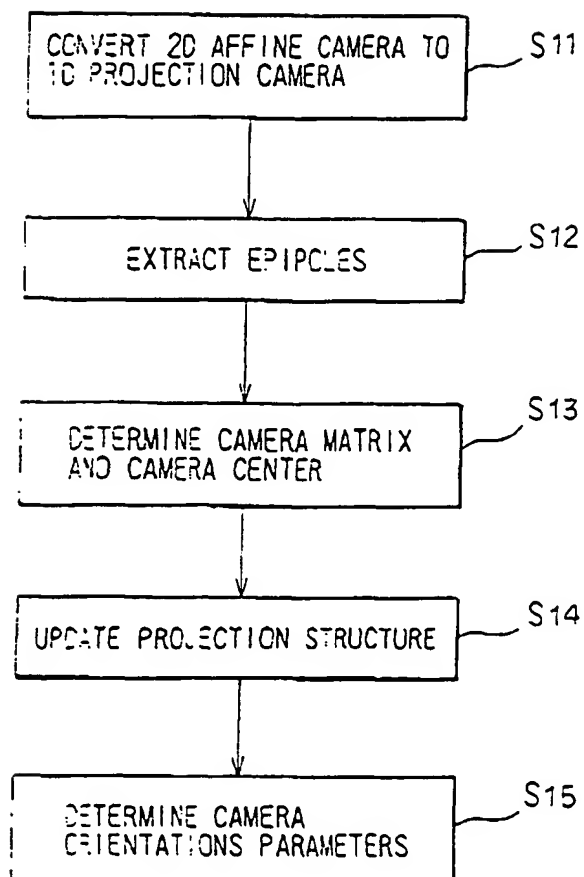 CONVERT 2D AFFINE CAMERA TO
1D PROJECTION CAMERA
S11
EXTRACT EPIPOLES
S12
DETERMINE CAMERA MATRIX
AND CAMERA CENTER
S13
UPDATE PROJECTION STRUCTURE
S14
DETERMINE CAMERA
ORIENTATIONS PARAMETERS
S15